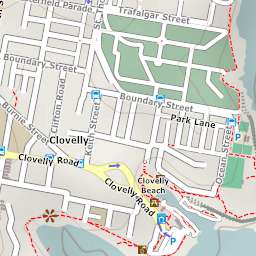 Trafalgar Street
Boundary Street
Clifton Road
Boundary Street
Kent Street
Park Lane
Burnie Street
Clovelly
Ocean Street
Clovelly Road
Clovelly
Beach
Clovelly Road
P
P